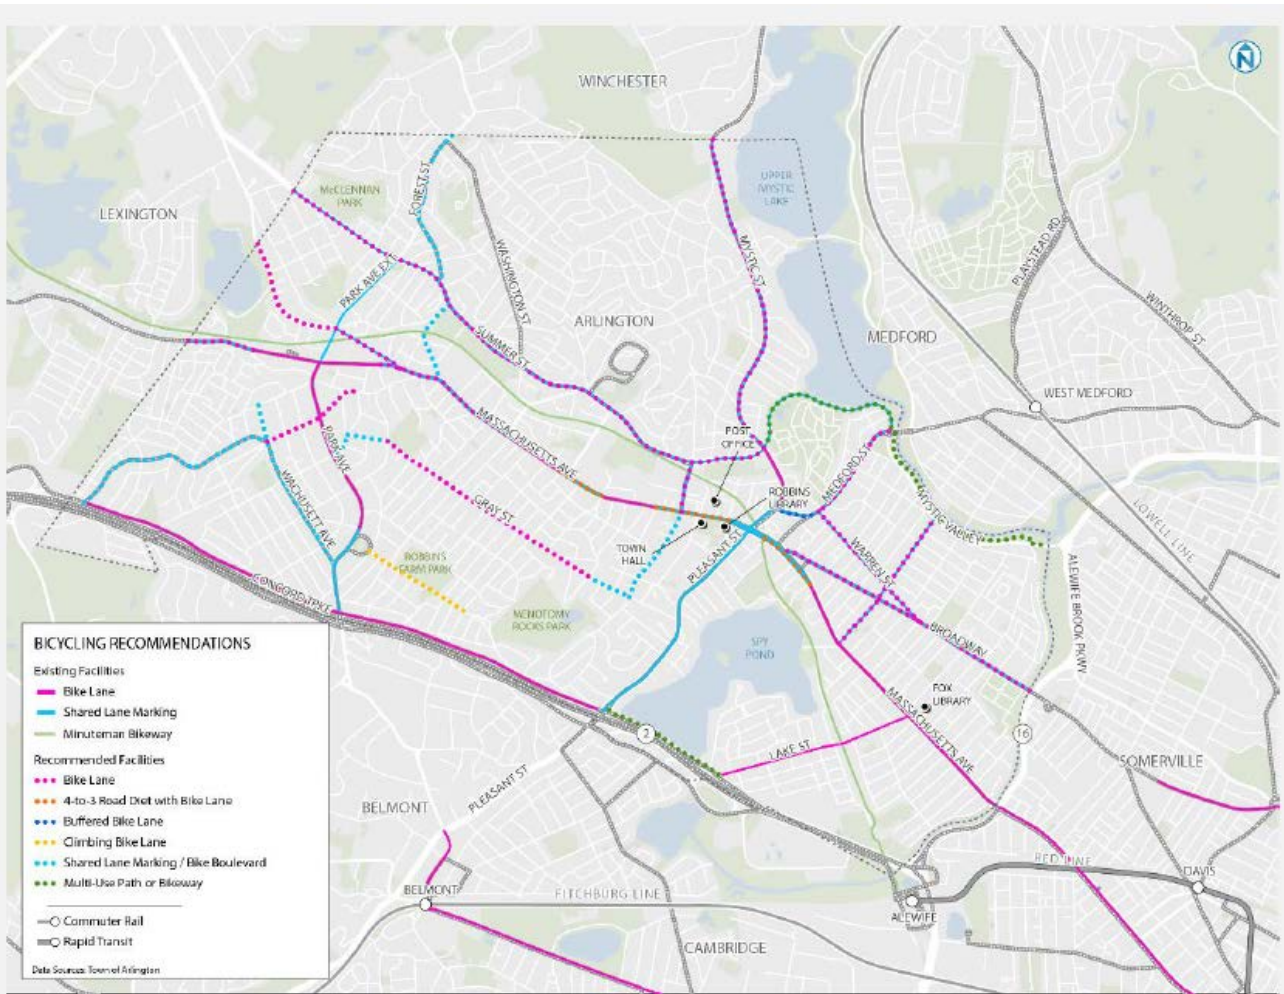 N
WINCHESTER
McCLENNAN
PARK
UPPER
MYSTIC
LAKE
LEXINGTON
FOREST ST
WASHINGTON ST
PLAYSTEAD RD
MYSTIC ST
PARK AVE EXT
WINTHROP ST
ARLINGTON
MEDFORD
SUMMER ST
WEST MEDFORD
MASSACHUSETTS AVE
POST
OFFICE
PARK AVE
MEDFORD ST
ROBBINS
LIBRARY
GRAY ST
WACHUSETT AVE
MYSTIC VALLEY
LOWELL LINE
TOWN
HALL
PLEASANT ST
WARREN ST
ROBBINS
FARM PARK
CONCORD TPKE
MENOTOMY
ROCKS PARK
ALEWIFE BROOK PKWY
BROADWAY
SPY
POND
FOX
LIBRARY
MASSACHUSETTS AVE
2
16
LAKE ST
SOMERVILLE
PLEASANT ST
BELMONT
RED LINE
DAVIS
BELMONT
FITCHBURG LINE
ALEWIFE
CAMBRIDGE
BICYCLING RECOMMENDATIONS
Existing Facilities
Bike Lane
Shared Lane Marking
Minuteman Bikeway
Recommended Facilities
Bike Lane
4-to-3 Road Diet with Bike Lane
Buffered Bike Lane
Climbing Bike Lane
Shared Lane Marking / Bike Boulevard
Multi-Use Path or Bikeway
Commuter Rail
Rapid Transit
Data Sources: Town of Arlington